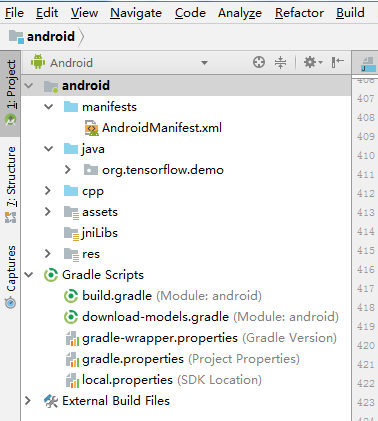 File Edit View Navigate Code Analyze Refactor Build
android
Android
1: Project
7: Structure
Captures
android
manifests
AndroidManifest.xml
java
org.tensorflow.demo
cpp
assets
jniLibs
res
Gradle Scripts
build.gradle (Module: android)
download-models.gradle (Module: android)
gradle-wrapper.properties (Gradle Version)
gradle.properties (Project Properties)
local.properties (SDK Location)
External Build Files
406
407
408
409
410
411
412
413
414
415
416
417
418
419
420
421
422
423
424